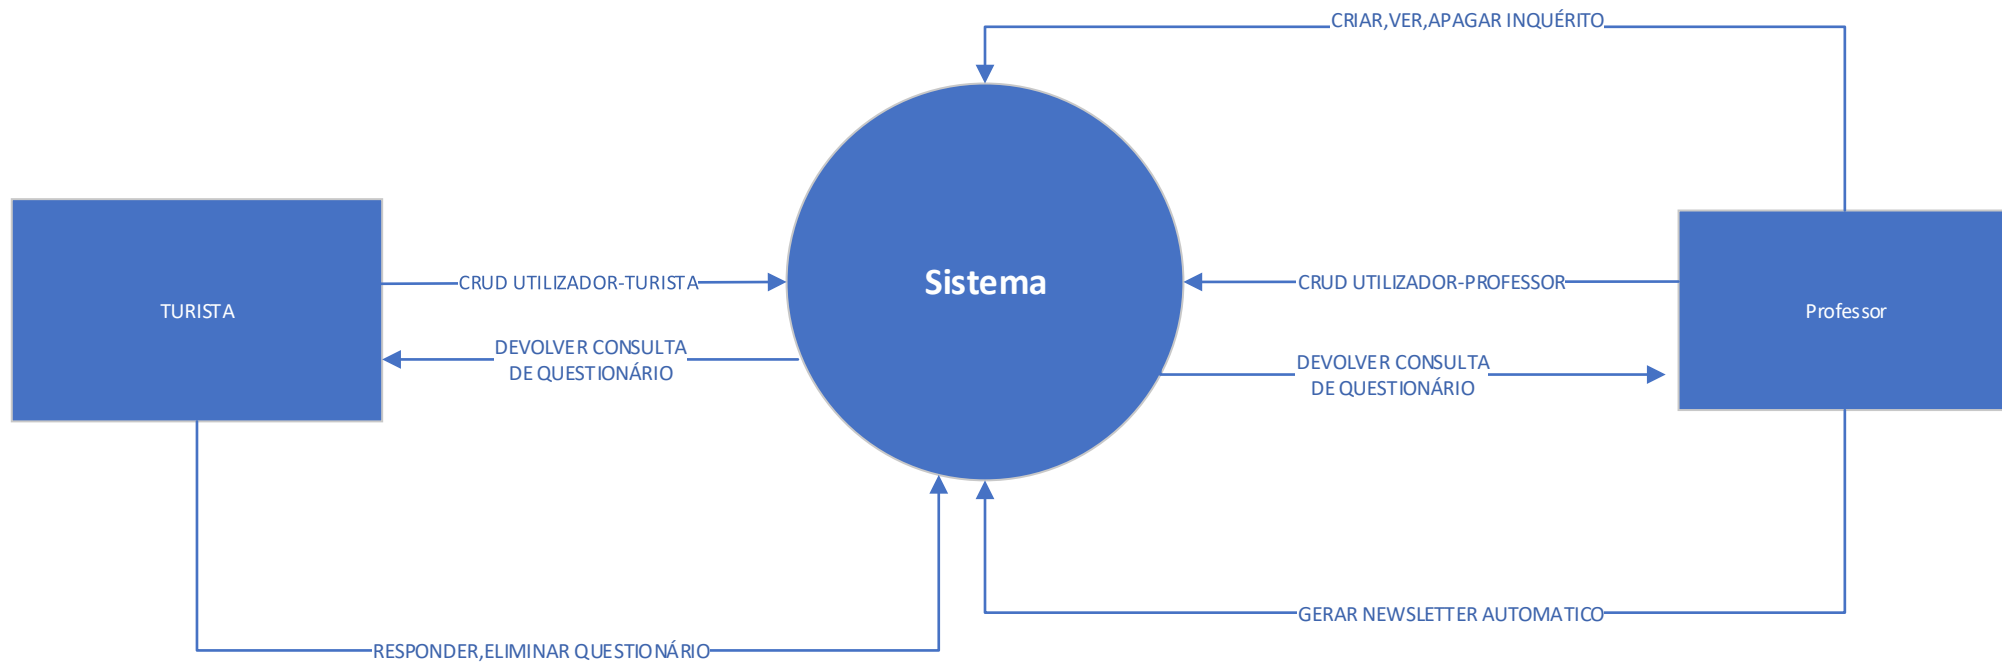 CRIAR,VER,APAGAR INQUÉRITO
Sistema
CRUD UTILIZADOR-TURISTA
CRUD UTILIZADOR-PROFESSOR
TURISTA
Professor
DEVOLVER CONSULTA
DE QUESTIONÁRIO
DEVOLVER CONSULTA
DE QUESTIONÁRIO
GERAR NEWSLETTER AUTOMATICO
RESPONDER,ELIMINAR QUESTIONÁRIO